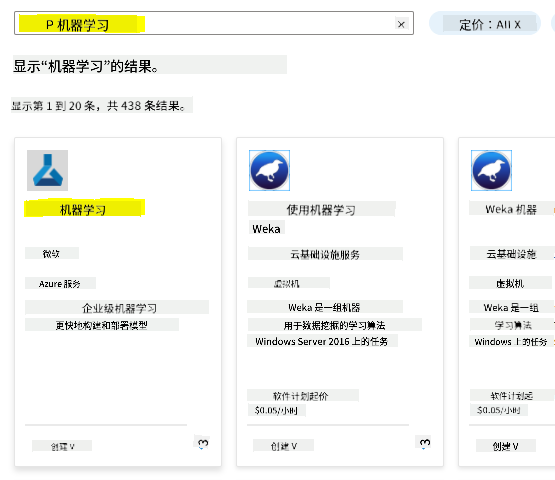 P 机器学习
×
定价：All X
显示“机器学习”的结果。
显示第 1 到 20 条，共 438 条结果。
机器学习
微软
Azure 服务
企业级机器学习
更快地构建和部署模型
创建 V
3
使用机器学习
Weka
云基础设施服务
虚拟机
Weka 是一组机器
用于数据挖掘的学习算法
Windows Server 2016 上的任务
软件计划起价
$0.05/小时
创建 V
3
Weka 机器
云基础设施
虚拟机
Weka 是一组
学习算法
Windows 上的任务
软件计划起
$0.05/小时
创建 V